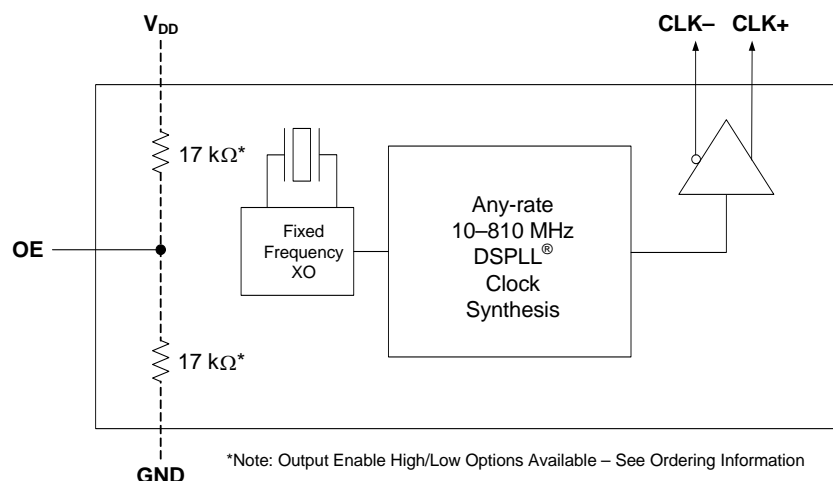 V_DD
CLK– CLK+
17 kΩ*
Fixed
Frequency
XO
Any-rate
10–810 MHz
DSPLL®
Clock
Synthesis
OE
17 kΩ*
*Note: Output Enable High/Low Options Available – See Ordering Information
GND